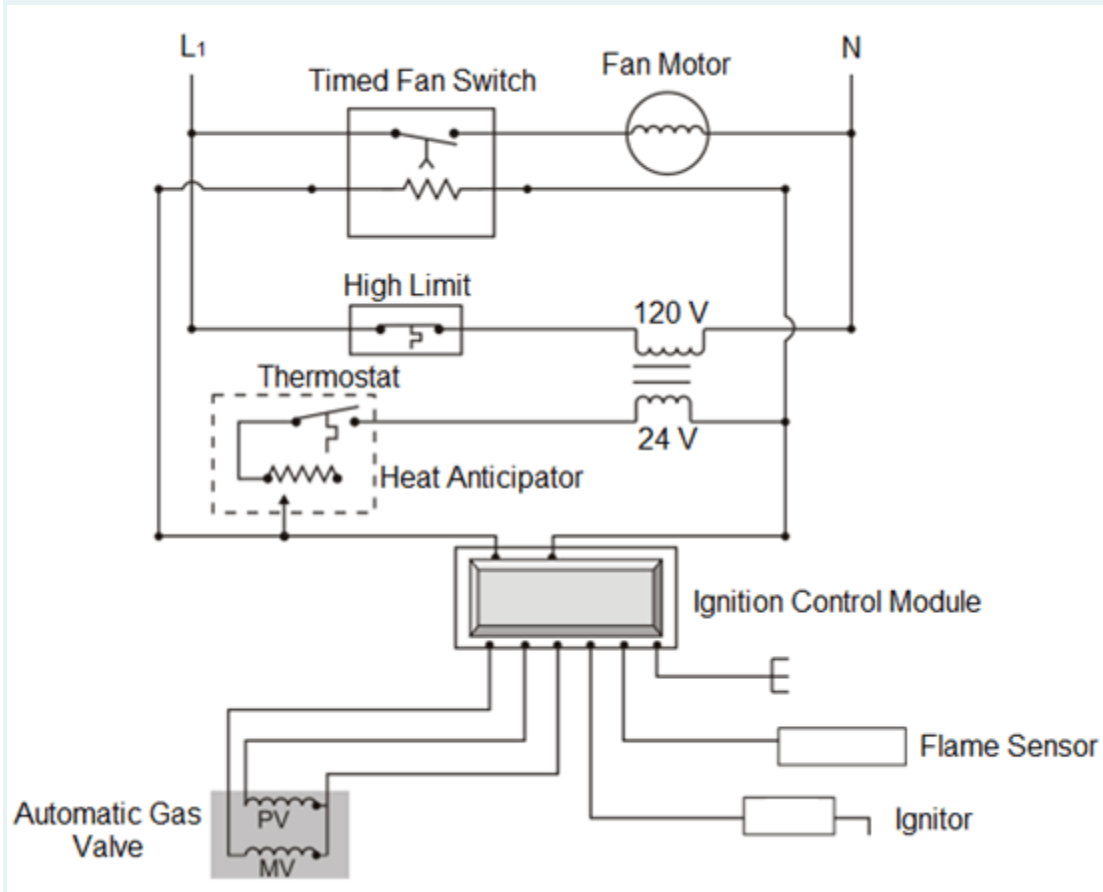 L1
N
Fan Motor
Timed Fan Switch
High Limit
120 V
Thermostat
24 V
Heat Anticipator
Ignition Control Module
Flame Sensor
Automatic Gas
Valve
PV
MV
Ignitor